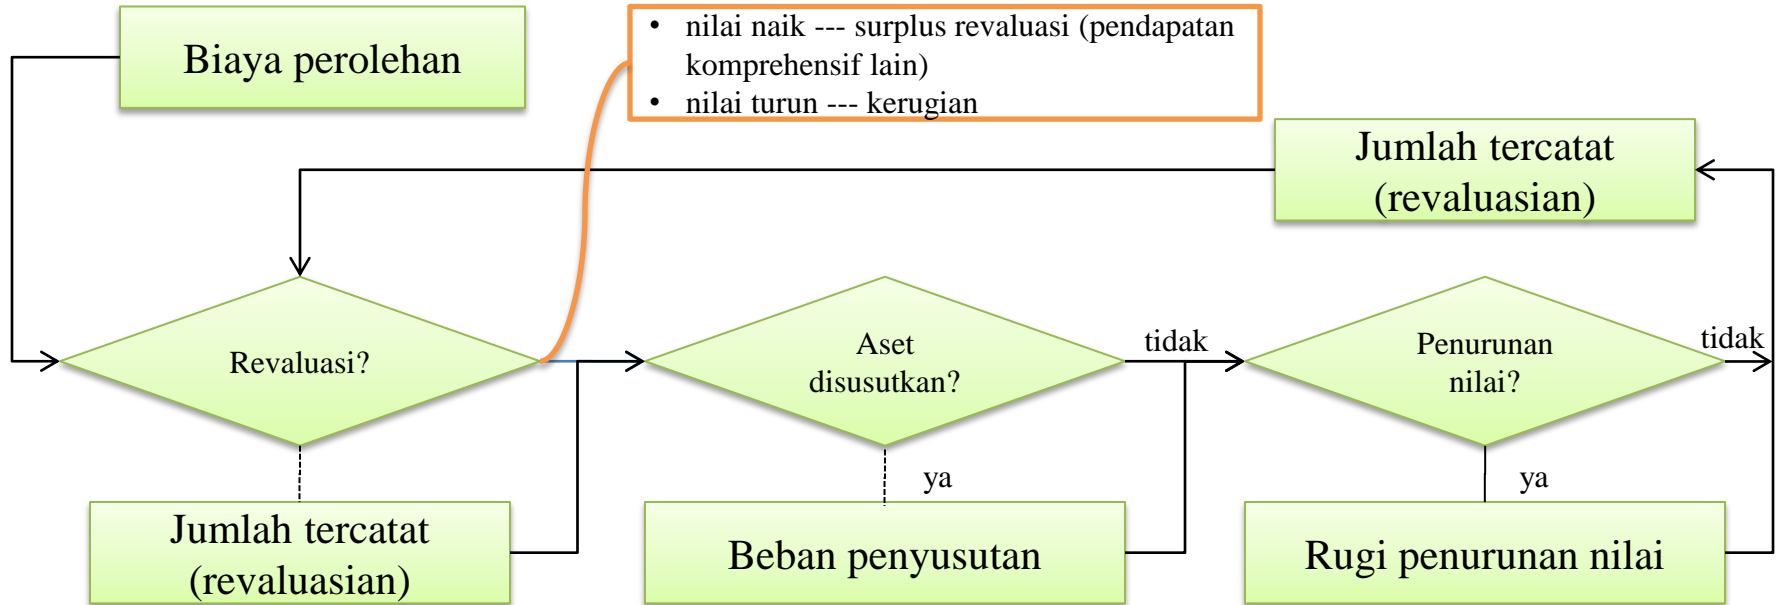 Biaya perolehan
• nilai naik --- surplus revaluasi (pendapatan
komprehensif lain)
• nilai turun --- kerugian
Jumlah tercatat
(revaluasian)
Revaluasi?
Aset
disusutkan?
tidak
Penurunan
nilai?
tidak
ya
ya
Jumlah tercatat
(revaluasian)
Beban penyusutan
Rugi penurunan nilai